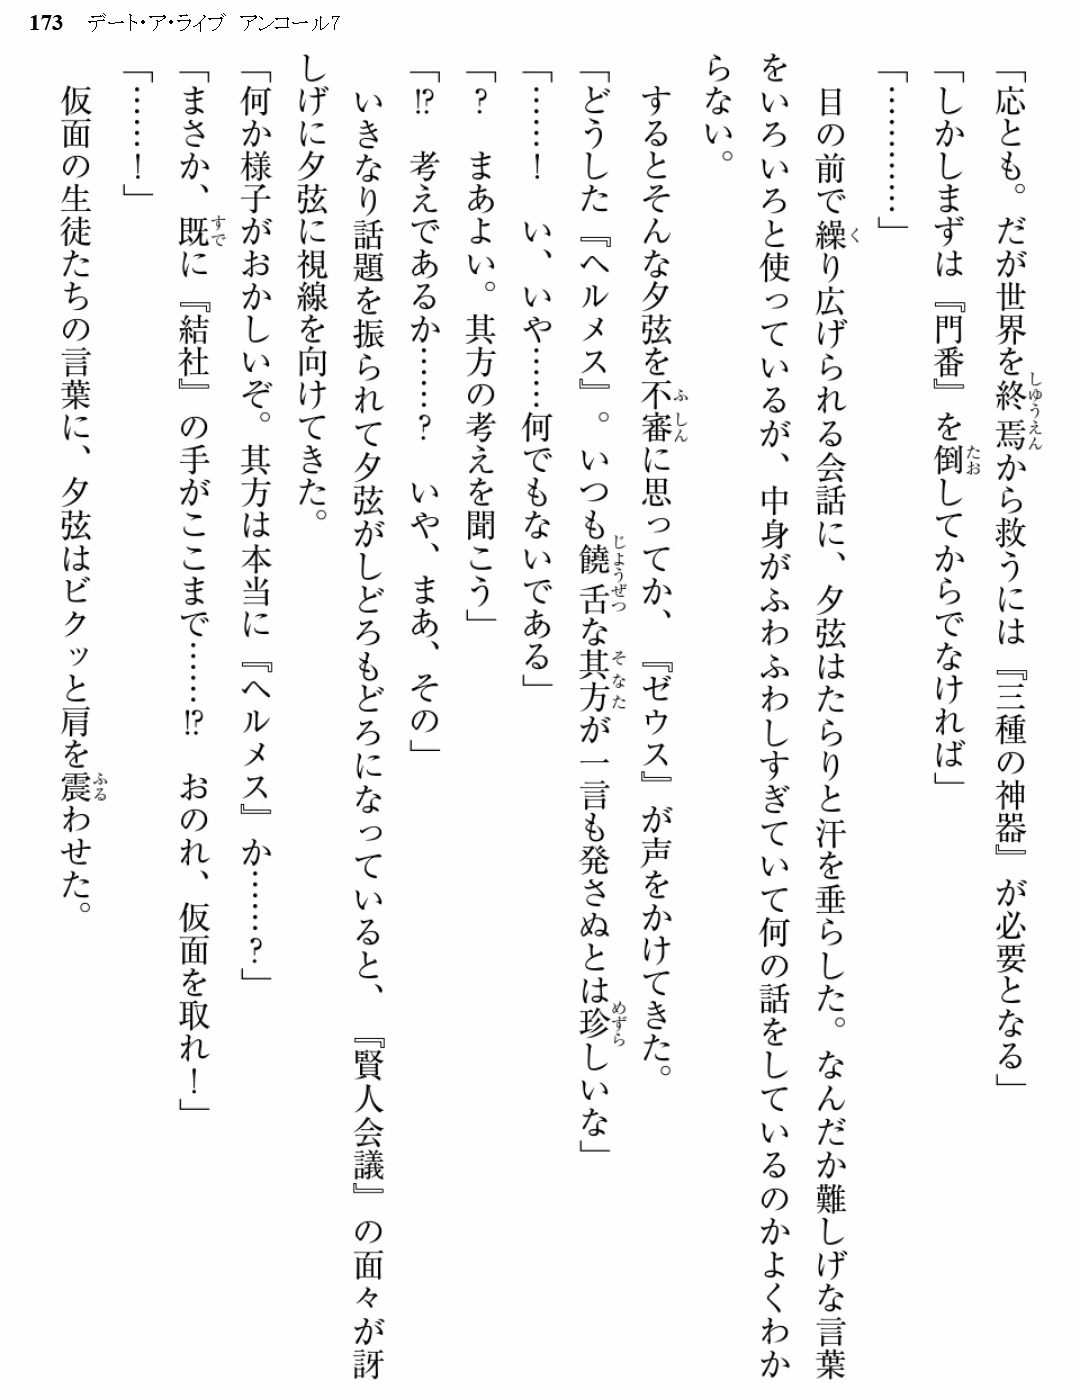 173 デート・ア・ライブ アンコール7
「応とも。だが世界を終焉から救うには『三種の神器』が必要となる」
「しかしまずは『門番』を倒してからでなければ」
「…………」
目の前で繰り広げられる会話に、夕弦はたらりと汗を垂らした。なんだか難しげな言葉
をいろいろと使っているが、中身がふわふわしすぎていて何の話をしているのかよくわか
らない。
するとそんな夕弦を不審に思ってか、『ゼウス』が声をかけてきた。
「どうした『ヘルメス』。いつも饒舌な其方が一言も発さぬとは珍しいな」
「……！　い、いや……何でもないである」
「？　まあよい。其方の考えを聞こう」
「!?　考えであるか……？　いや、まあ、その」
いきなり話題を振られて夕弦がしどろもどろになっていると、『賢人会議』の面々が訝
しげに夕弦に視線を向けてきた。
「何か様子がおかしいぞ。其方は本当に『ヘルメス』か……？」
「まさか、既に『結社』の手がここまで……!?　おのれ、仮面を取れ！」
「……！」
仮面の生徒たちの言葉に、夕弦はビクッと肩を震わせた。